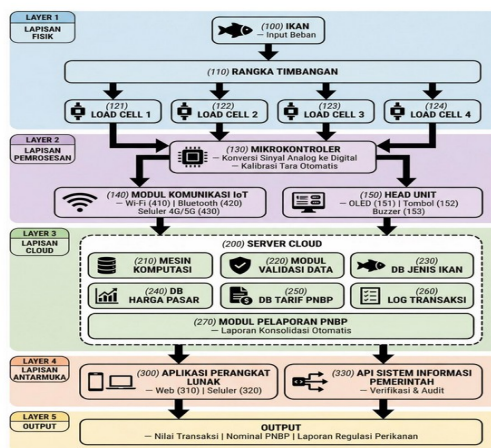 LAYER 1
LAPISAN
FISIK
(100) IKAN
– Input Beban
(110) RANGKA TIMBANGAN
(121)
LOAD CELL 1
(122)
LOAD CELL 2
(123)
LOAD CELL 3
(124)
LOAD CELL 4
LAYER 2
LAPISAN
PEMROSESAN
(130) MIKROKONTROLER
– Konversi Sinyal Analog ke Digital
– Kalibrasi Tara Otomatis
(140) MODUL KOMUNIKASI IoT
– Wi-Fi (410) | Bluetooth (420)
Seluler 4G/5G (430)
(150) HEAD UNIT
– OLED (151) | Tombol (152)
Buzzer (153)
LAYER 3
LAPISAN
CLOUD
(200) SERVER CLOUD
(210) MESIN
KOMPUTASI
(220) MODUL
VALIDASI DATA
(230)
DB JENIS IKAN
(240) DB
HARGA PASAR
(250)
DB TARIF PNBP
(260)
LOG TRANSAKSI
(270) MODUL PELAPORAN PNBP
– Laporan Konsolidasi Otomatis
LAYER 4
LAPISAN
ANTARMUKA
(300) APLIKASI PERANGKAT
LUNAK
– Web (310) | Seluler (320)
(330) API SISTEM INFORMASI
PEMERINTAH
– Verifikasi & Audit
LAYER 5
OUTPUT
OUTPUT
– Nilai Transaksi | Nominal PNBP | Laporan Regulasi Perikanan